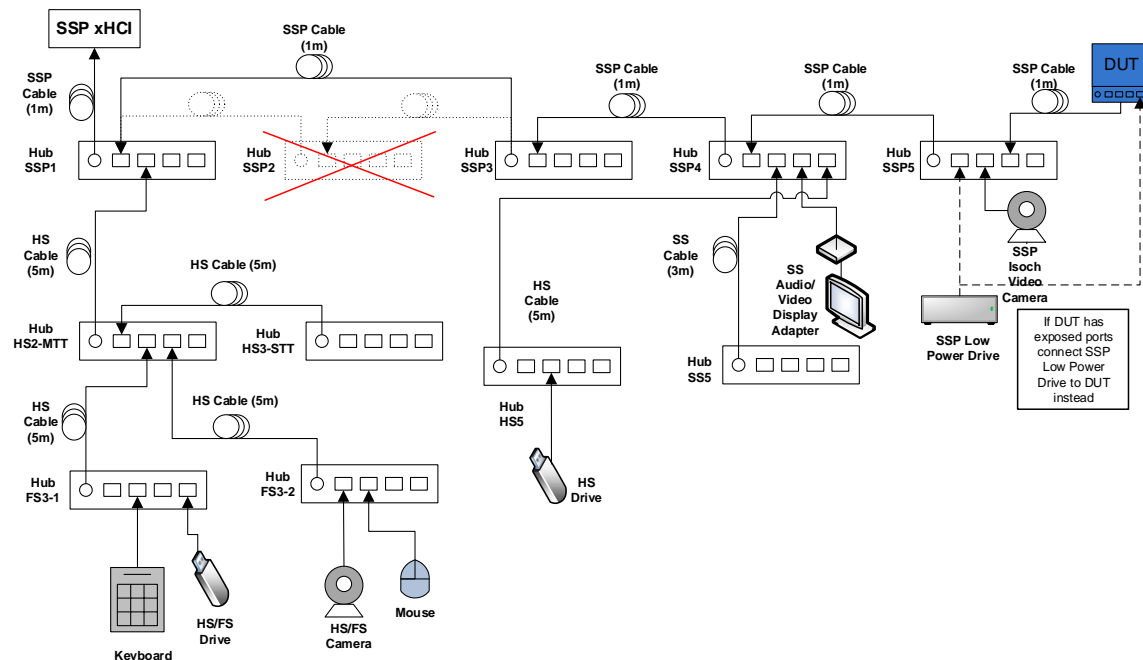 SSP xHCI
SSP Cable
(1m)
SSP Cable
(1m)
SSP Cable
(1m)
SSP Cable
(1m)
DUT
SSP
Cable
(1m)
Hub
SSP1
Hub
SSP2
Hub
SSP3
Hub
SSP4
Hub
SSP5
HS
Cable
(5m)
HS Cable (5m)
HS
Cable
(5m)
SS
Cable
(3m)
SS
Audio/
Video
Display
Adapter
SSP
Isoch
Video
Camera
SSP Low
Power Drive
If DUT has
exposed ports
connect SSP
Low Power
Drive to DUT
instead
Hub
HS2-MTT
Hub
HS3-STT
Hub
SS5
HS
Cable
(5m)
HS Cable (5m)
Hub
HS5
Hub
FS3-1
Hub
FS3-2
HS
Drive
Keyboard
HS/FS
Drive
HS/FS
Camera
Mouse